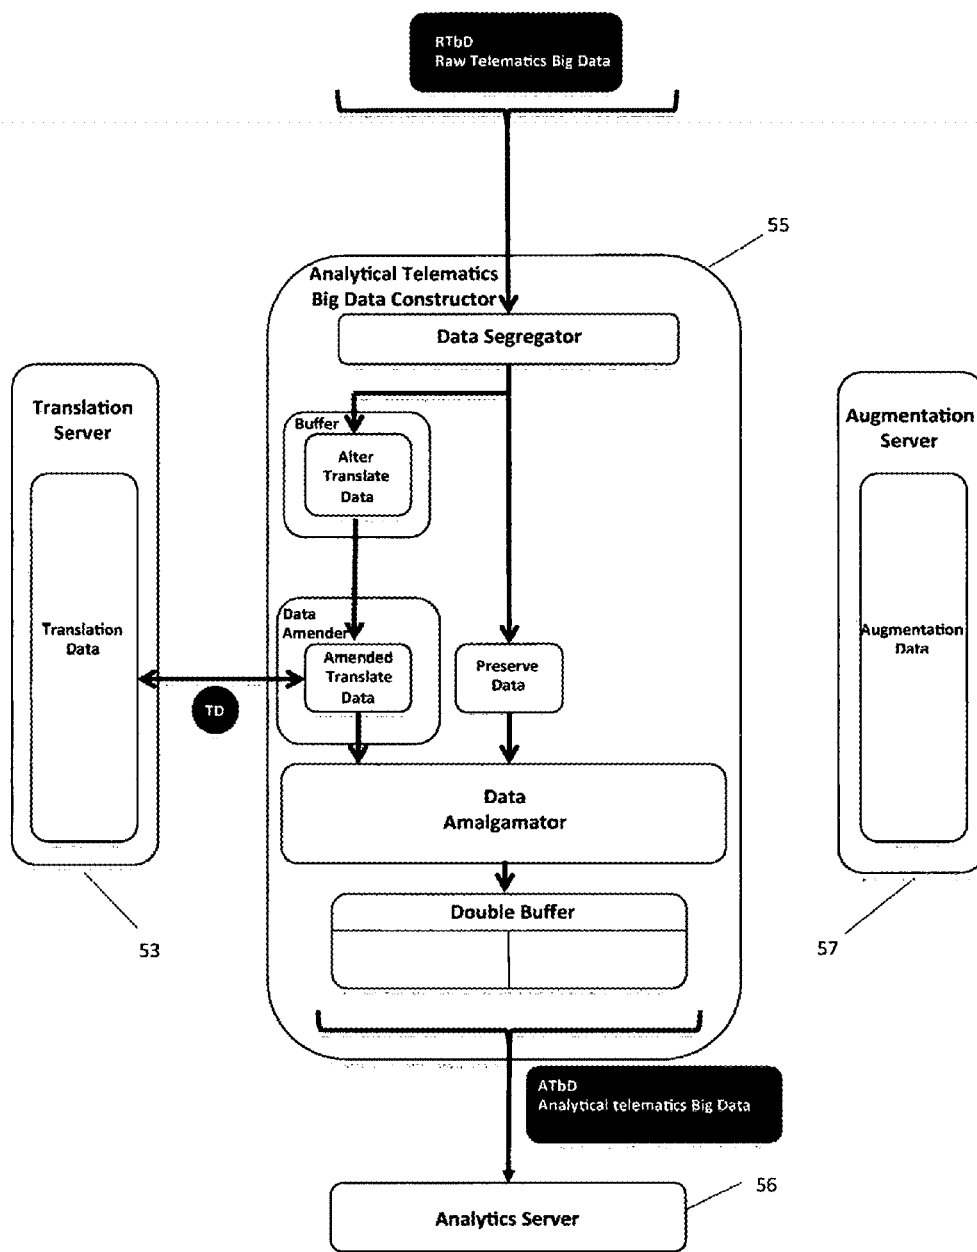 RTbD
Raw Telematics Big Data
55
Analytical Telematics
Big Data Constructor
Data Segregator
Translation
Server
Buffer
Alter
Translate
Data
Augmentation
Server
Translation
Data
Data
Amender
Amended
Translate
Data
Preserve
Data
Augmentation
Data
TD
Data
Amalgamator
Double Buffer
53
57
ATbD
Analytical telematics Big Data
56
Analytics Server